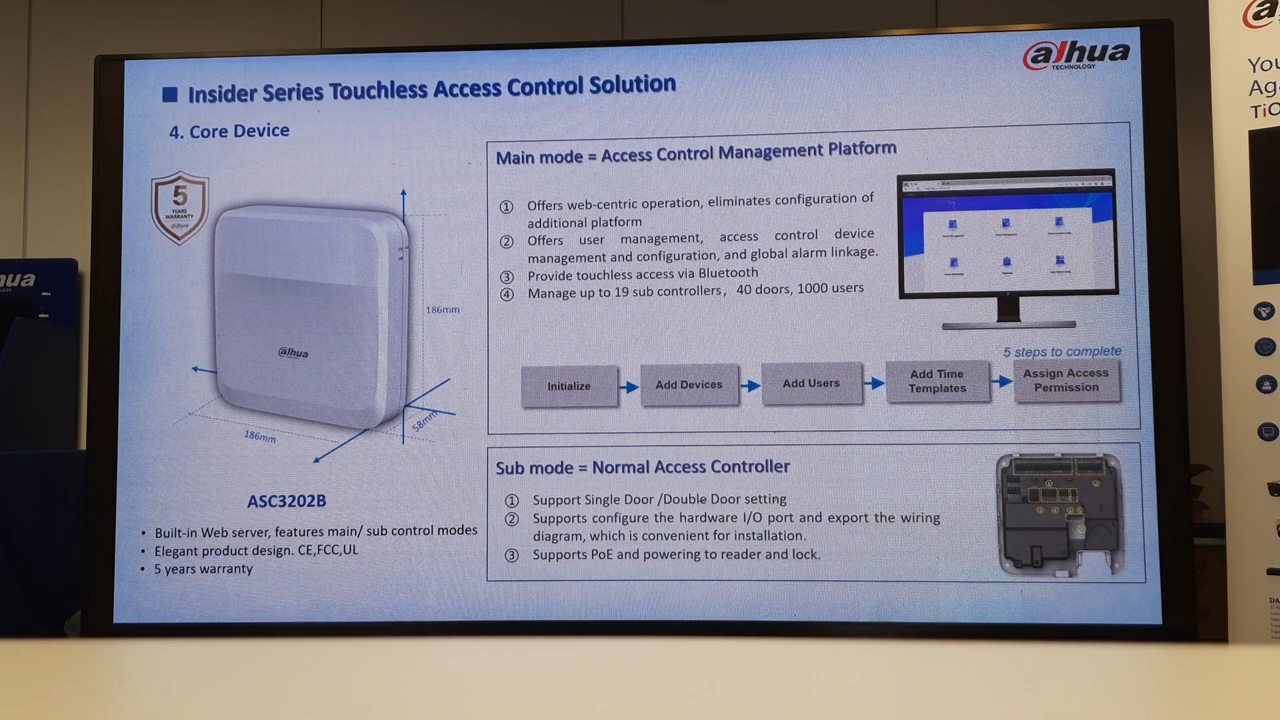 alhua
TECHNOLOGY
Insider Series Touchless Access Control Solution
4. Core Device
5
YEARS
WARRANTY
186mm
186mm
58mm
alhua
ASC3202B
• Built-in Web server, features main/ sub control modes
• Elegant product design. CE,FCC,UL
• 5 years warranty
Main mode = Access Control Management Platform
① Offers web-centric operation, eliminates configuration of
additional platform
② Offers user management, access control device
management and configuration, and global alarm linkage.
③ Provide touchless access via Bluetooth
④ Manage up to 19 sub controllers, 40 doors, 1000 users
5 steps to complete
Initialize
Add Devices
Add Users
Add Time
Templates
Assign Access
Permission
Sub mode = Normal Access Controller
① Support Single Door /Double Door setting
② Supports configure the hardware I/O port and export the wiring
diagram, which is convenient for installation.
③ Supports PoE and powering to reader and lock.
hua
a
You
Ag
TiO